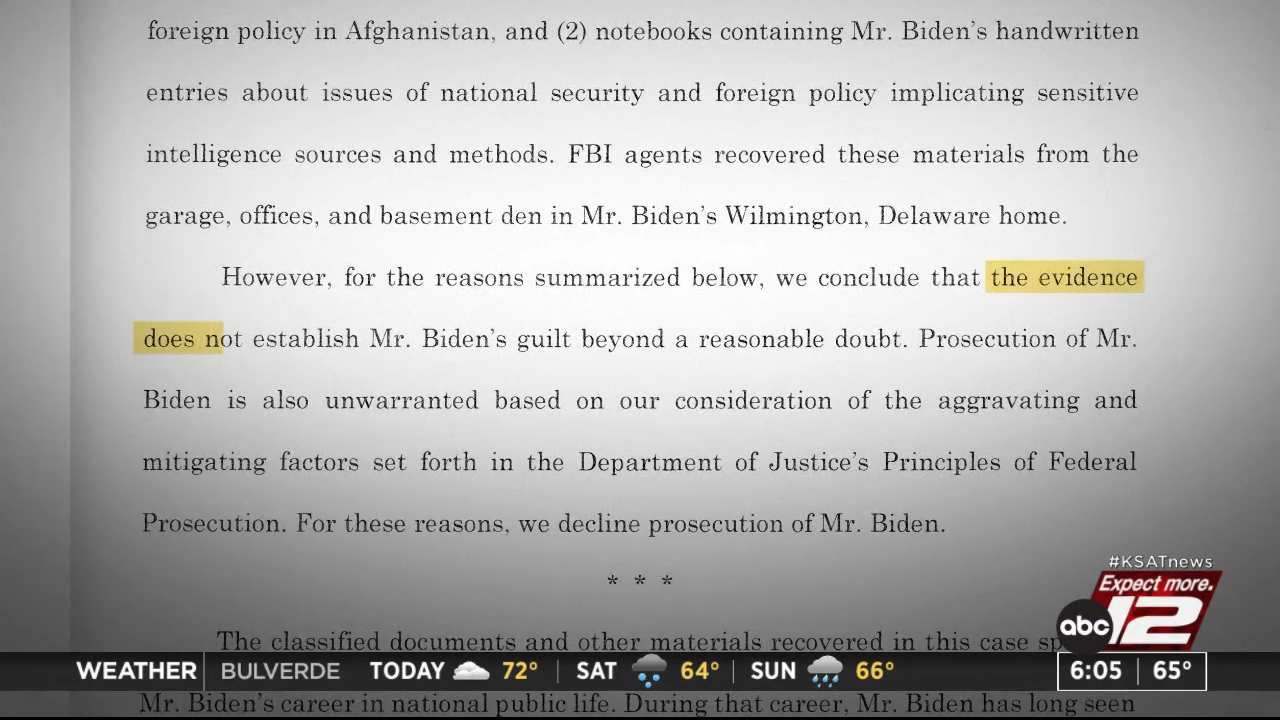 foreign policy in Afghanistan, and (2) notebooks containing Mr. Biden's handwritten
entries about issues of national security and foreign policy implicating sensitive
intelligence sources and methods. FBI agents recovered these materials from the
garage, offices, and basement den in Mr. Biden's Wilmington, Delaware home.
However, for the reasons summarized below, we conclude that the evidence
does not establish Mr. Biden's guilt beyond a reasonable doubt. Prosecution of Mr.
Biden is also unwarranted based on our consideration of the aggravating and
mitigating factors set forth in the Department of Justice's Principles of Federal
Prosecution. For these reasons, we decline prosecution of Mr. Biden.
* * *
#KSATnews
Expect more.
abc 12
The classified documents and other materials recovered in this case sp
WEATHER BULVERDE TODAY 72° SAT 64° SUN 66° 6:05 65°
Mr. Biden's career in national public life. During that career, Mr. Biden has long seen